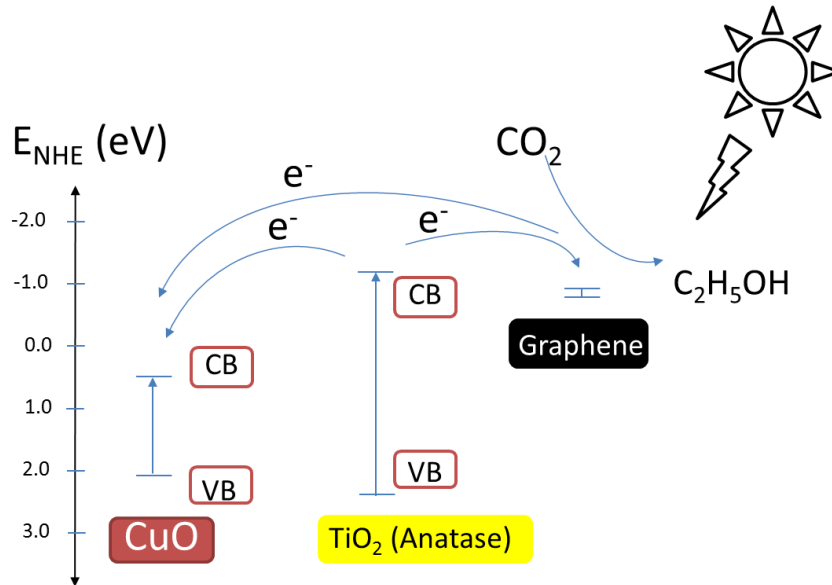 E_NHE (eV)
-2.0
-1.0
0.0
1.0
2.0
3.0
e-
e-
e-
CO₂
C₂H₅OH
CB
VB
CuO
CB
VB
TiO₂ (Anatase)
Graphene